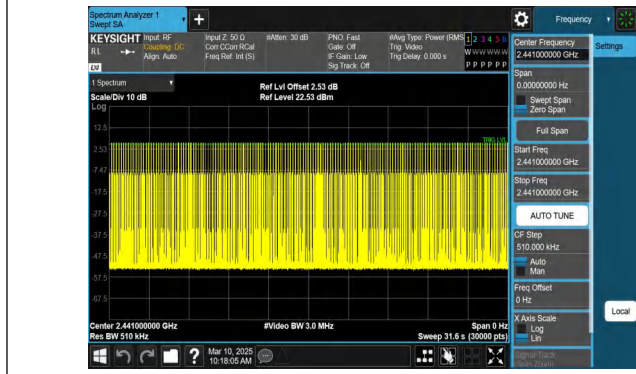 Spectrum Analyzer 1
Swept SA
+
Frequency
KEYSIGHT
Input: RF
Coupling: DC
Align: Auto
Input Z: 50 Ω
Corr CCorr RCal
Freq Ref: Int (S)
#Atten: 30 dB
PNO: Fast
Gate: Off
IF Gain: Low
Sig Track: Off
#Avg Type: Power (RMS
Trig: Video
Trig Delay: 0.000 s
1 2 3 4 5 6
W W W W W W
P P P P P P
RL
LXI
1 Spectrum
Scale/Div 10 dB
Ref Lvl Offset 2.53 dB
Ref Level 22.53 dBm
Log
12.5
2.53
-7.47
-17.5
-27.5
-37.5
-47.5
-57.5
-67.5
TRIG LVL
Center 2.441000000 GHz
Res BW 510 kHz
#Video BW 3.0 MHz
Span 0 Hz
Sweep 31.6 s (30000 pts)
Mar 10, 2025
10:18:05 AM
?
Center Frequency
2.441000000 GHz
Settings
Span
0.00000000 Hz
Swept Span
Zero Span
Full Span
Start Freq
2.441000000 GHz
Stop Freq
2.441000000 GHz
AUTO TUNE
CF Step
510.000 kHz
Auto
Man
Freq Offset
0 Hz
X Axis Scale
Log
Lin
Local
Signal Track
(Span Zoom)